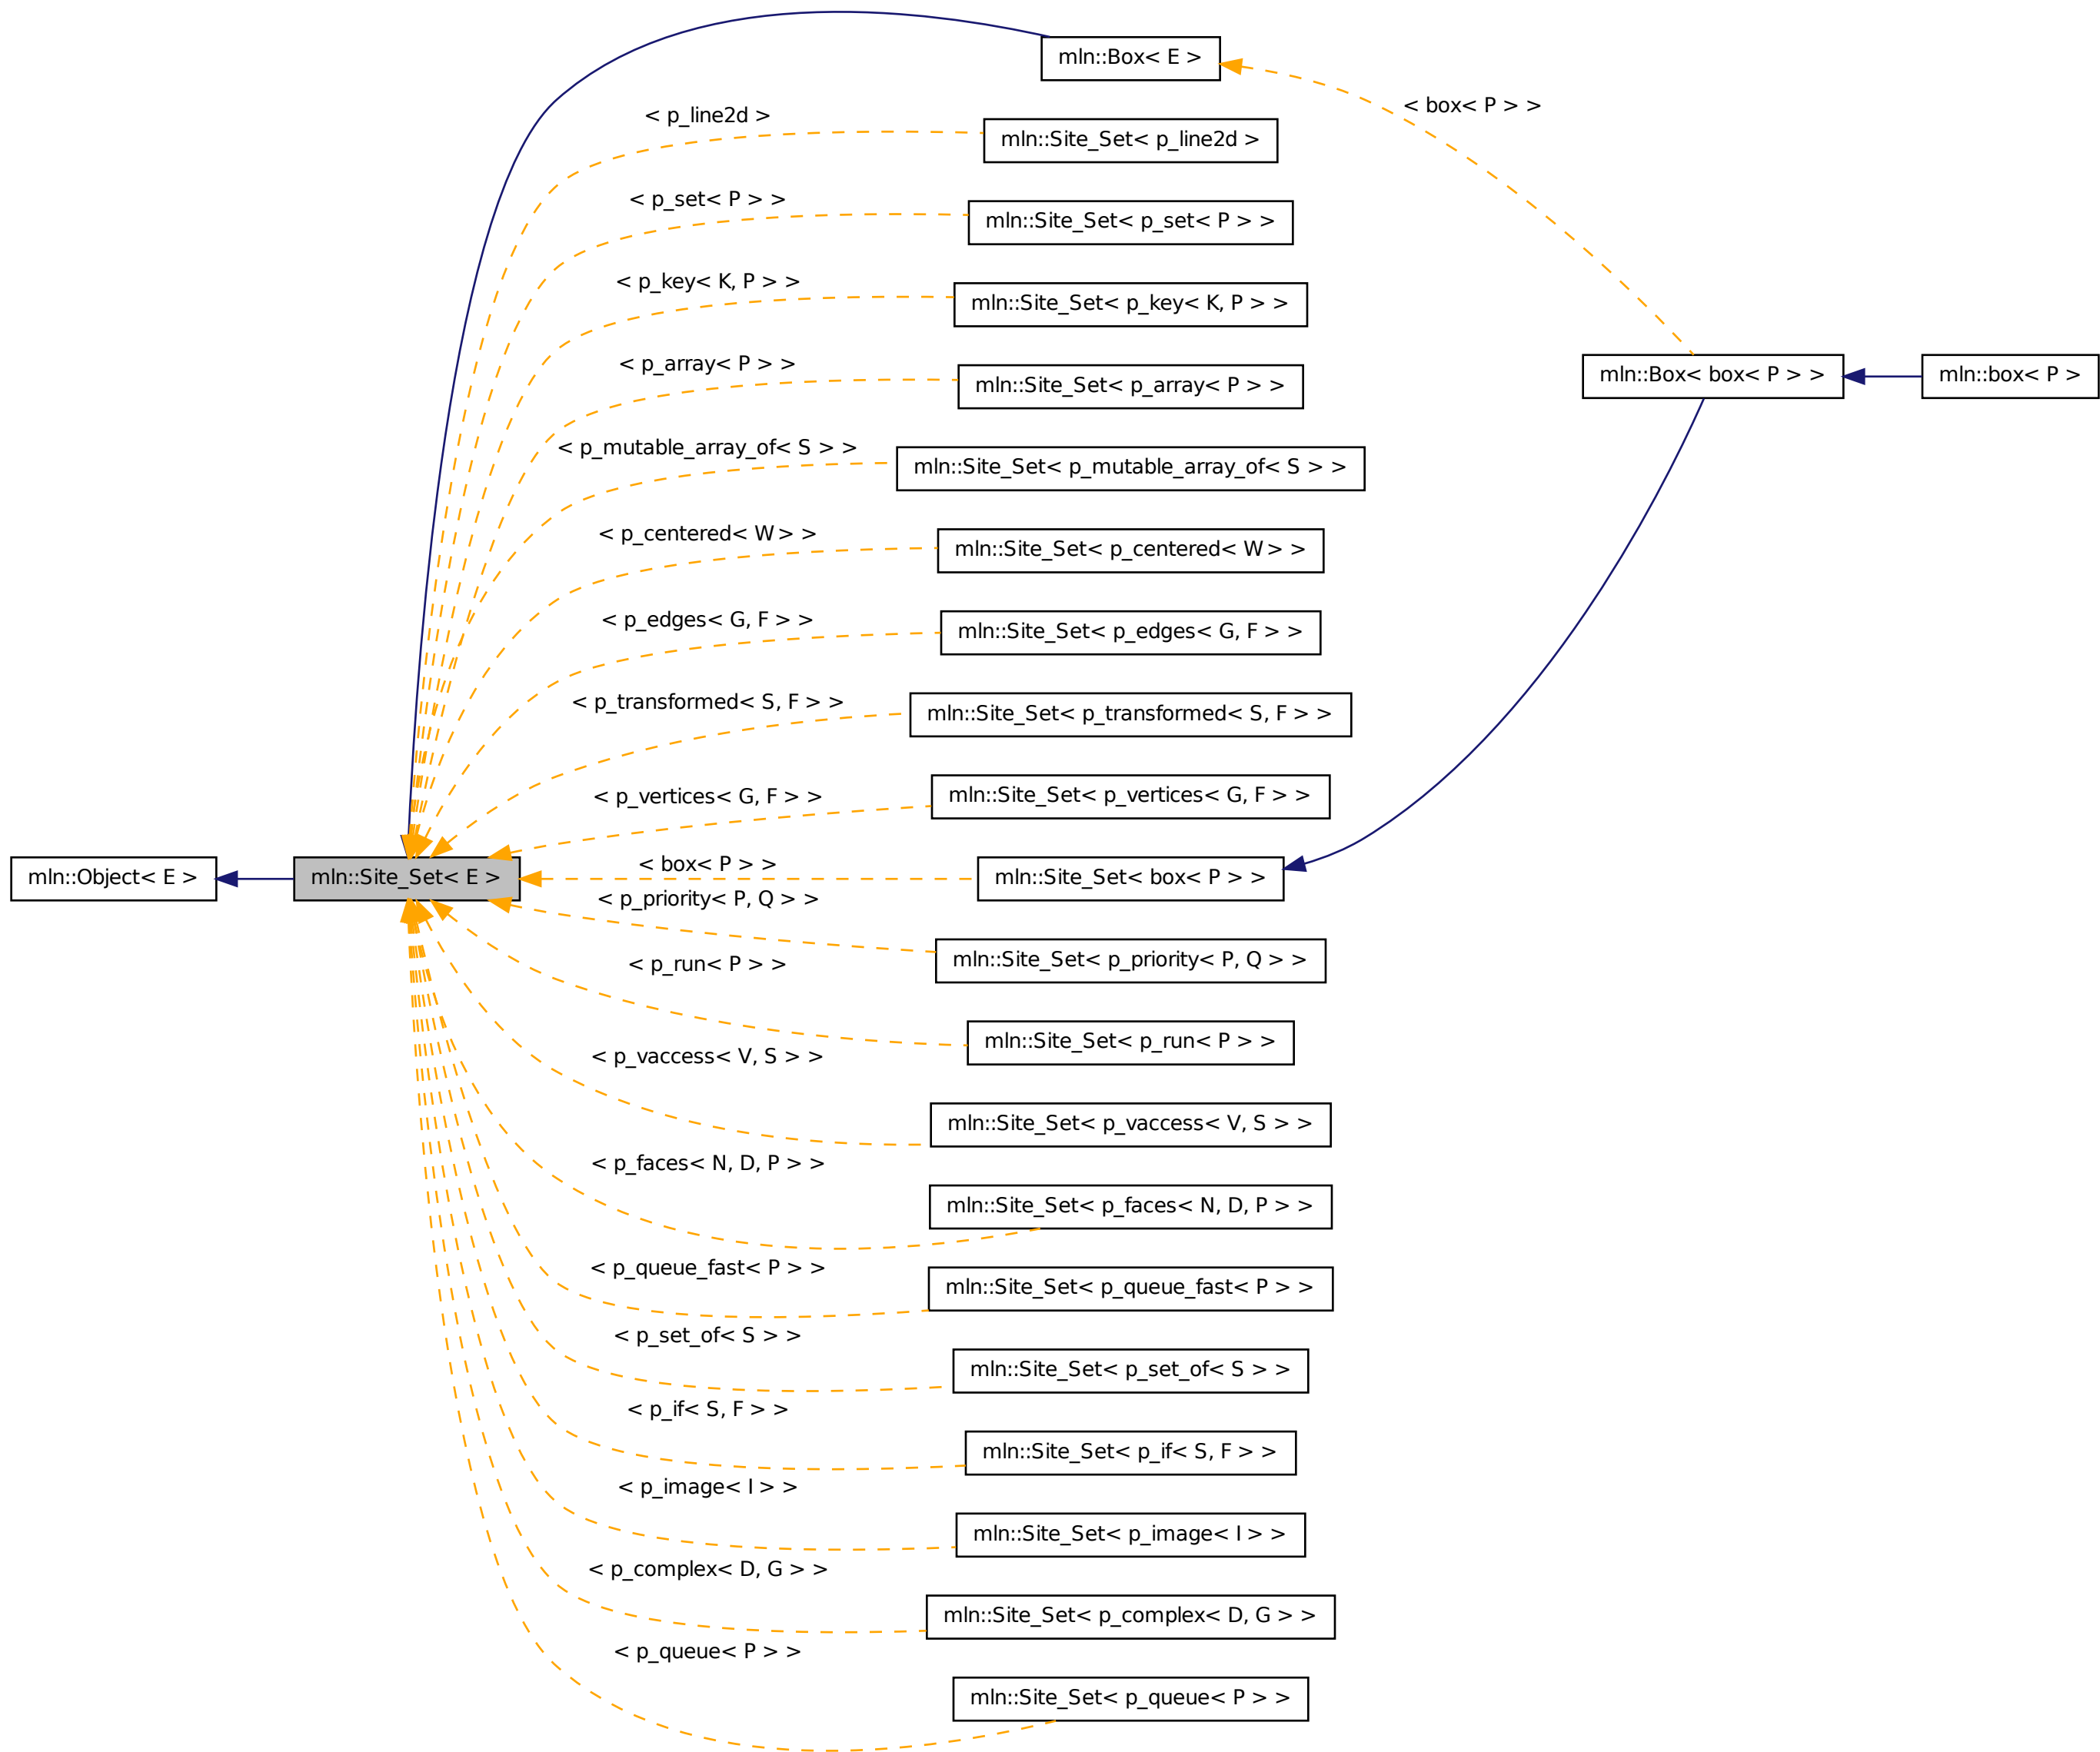 mln::Box< E >
< box< P > >
< p_line2d >
mln::Site_Set< p_line2d >
< p_set< P > >
mln::Site_Set< p_set< P > >
< p_key< K, P > >
mln::Site_Set< p_key< K, P > >
< p_array< P > >
mln::Site_Set< p_array< P > >
mln::Box< box< P > >
mln::box< P >
< p_mutable_array_of< S > >
mln::Site_Set< p_mutable_array_of< S > >
< p_centered< W > >
mln::Site_Set< p_centered< W > >
< p_edges< G, F > >
mln::Site_Set< p_edges< G, F > >
< p_transformed< S, F > >
mln::Site_Set< p_transformed< S, F > >
< p_vertices< G, F > >
mln::Site_Set< p_vertices< G, F > >
mln::Object< E >
mln::Site_Set< E >
< box< P > >
mln::Site_Set< box< P > >
< p_priority< P, Q > >
mln::Site_Set< p_priority< P, Q > >
< p_run< P > >
mln::Site_Set< p_run< P > >
< p_vaccess< V, S > >
mln::Site_Set< p_vaccess< V, S > >
< p_faces< N, D, P > >
mln::Site_Set< p_faces< N, D, P > >
< p_queue_fast< P > >
mln::Site_Set< p_queue_fast< P > >
< p_set_of< S > >
mln::Site_Set< p_set_of< S > >
< p_if< S, F > >
mln::Site_Set< p_if< S, F > >
< p_image< I > >
mln::Site_Set< p_image< I > >
< p_complex< D, G > >
mln::Site_Set< p_complex< D, G > >
< p_queue< P > >
mln::Site_Set< p_queue< P > >